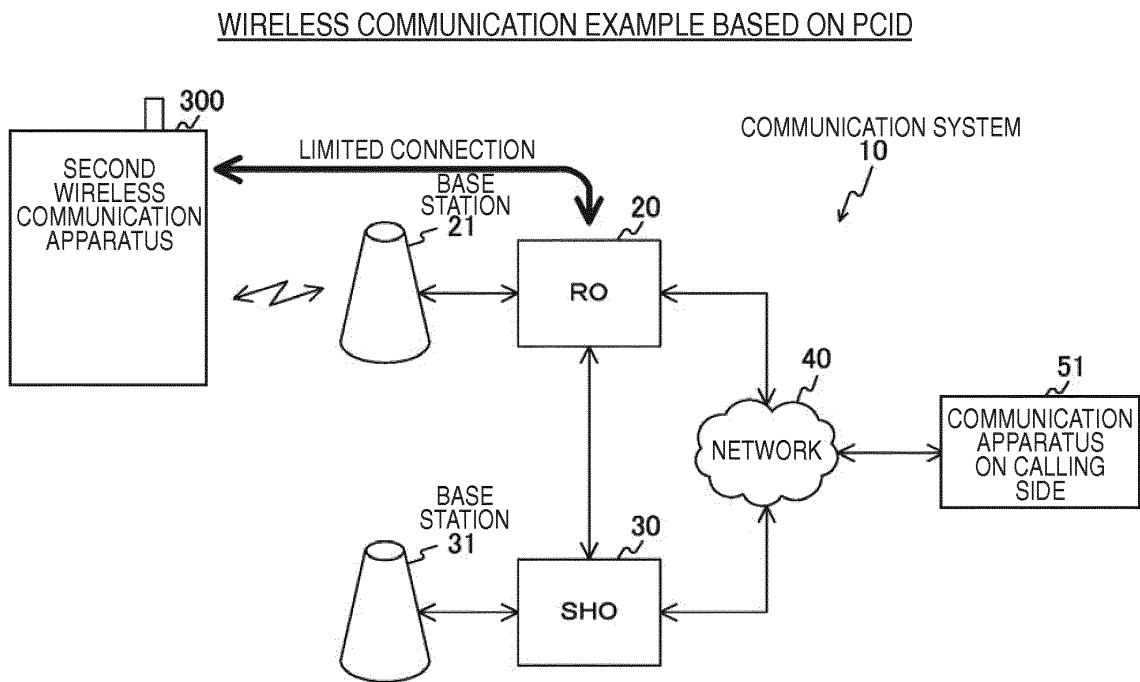 WIRELESS COMMUNICATION EXAMPLE BASED ON PCID
300
SECOND
WIRELESS
COMMUNICATION
APPARATUS
LIMITED CONNECTION
COMMUNICATION SYSTEM
10
BASE
STATION
21
20
RO
40
NETWORK
51
COMMUNICATION
APPARATUS
ON CALLING
SIDE
BASE
STATION
31
30
SHO